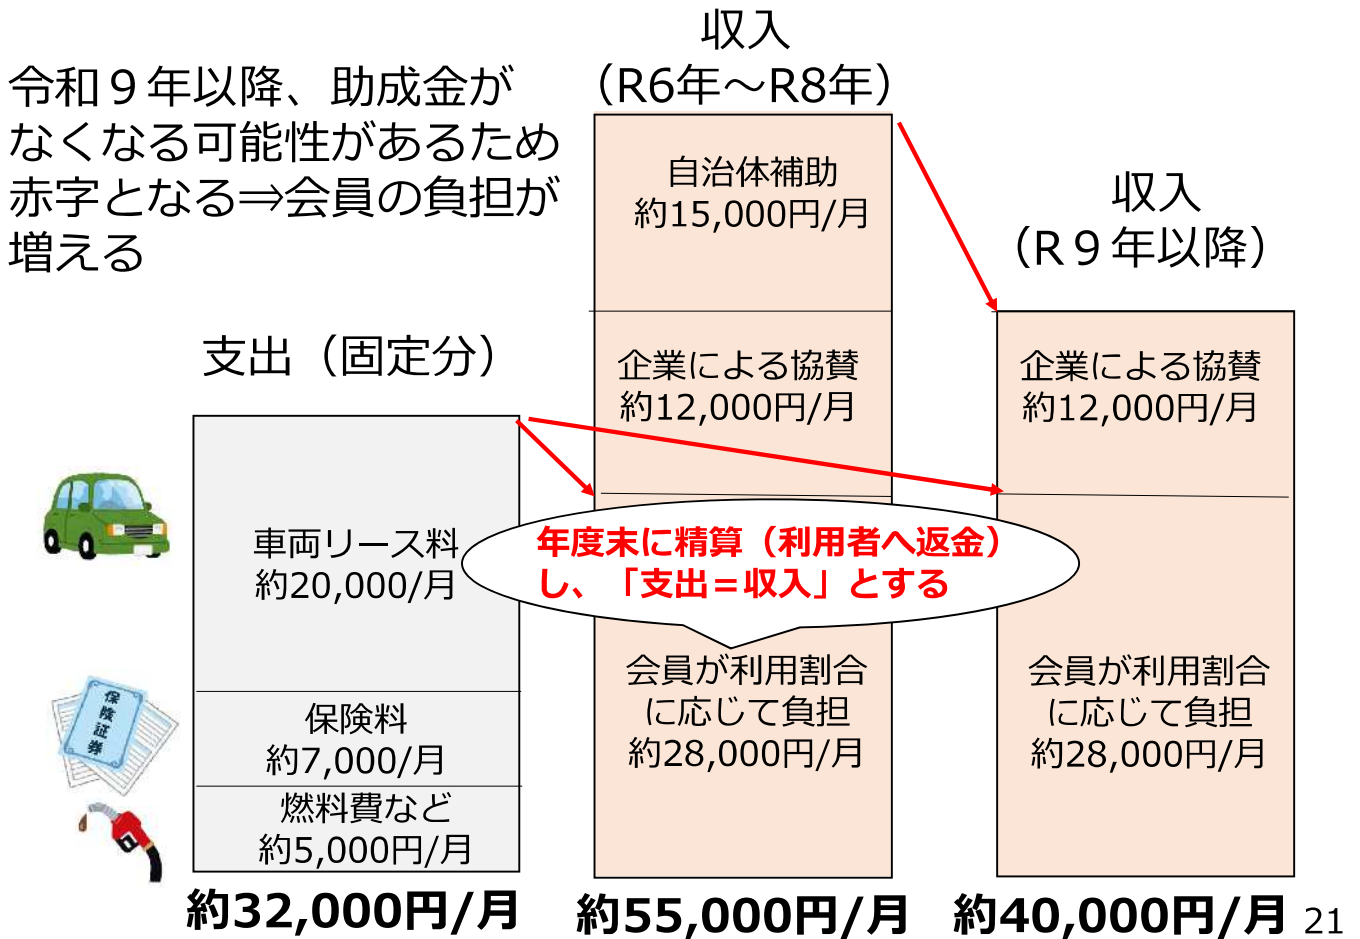 令和９年以降、助成金が
なくなる可能性があるため
赤字となる⇒会員の負担が
増える
支出（固定分）
車両リース料
約20,000/月
保険証券
保険料
約7,000/月
燃料費など
約5,000円/月
約32,000円/月
収入
（R6年～R8年）
自治体補助
約15,000円/月
企業による協賛
約12,000円/月
年度末に精算（利用者へ返金）
し、「支出＝収入」とする
会員が利用割合
に応じて負担
約28,000円/月
約55,000円/月
収入
（R９年以降）
企業による協賛
約12,000円/月
会員が利用割合
に応じて負担
約28,000円/月
約40,000円/月
21